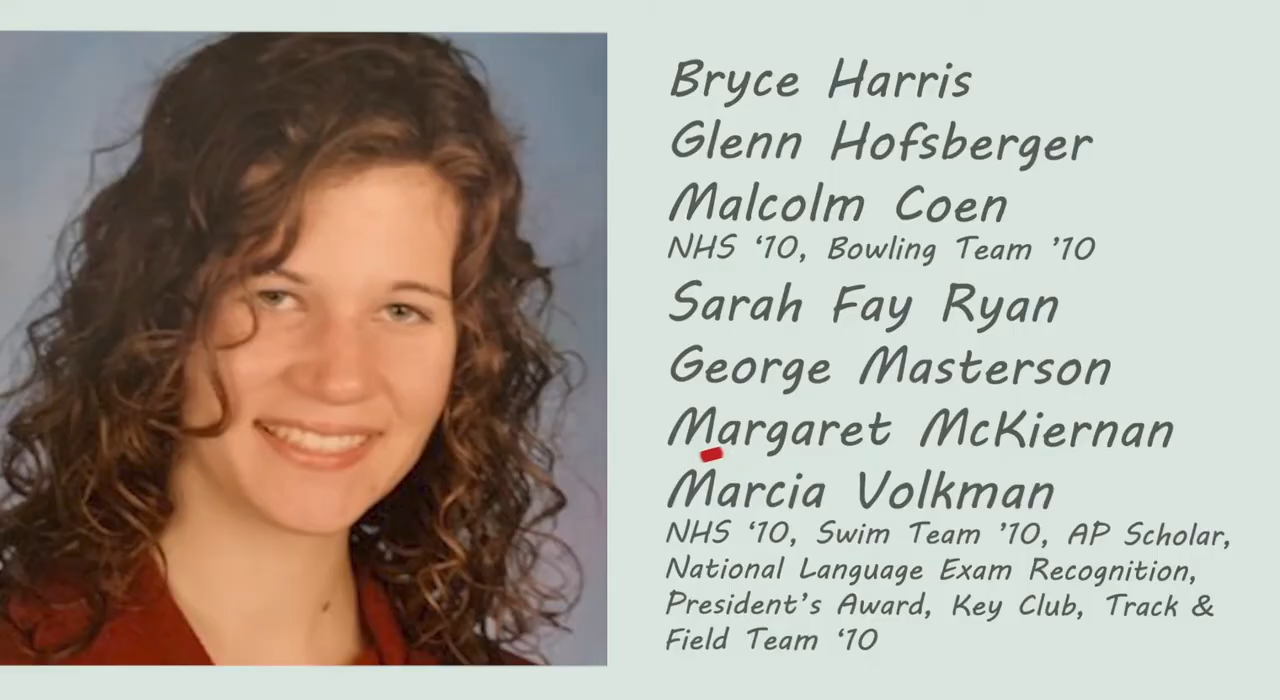 Bryce Harris
Glenn Hofsberger
Malcolm Coen
NHS ‘10, Bowling Team ’10
Sarah Fay Ryan
George Masterson
Margaret McKiernan
Marcia Volkman
NHS ‘10, Swim Team ’10, AP Scholar,
National Language Exam Recognition,
President’s Award, Key Club, Track &
Field Team ‘10